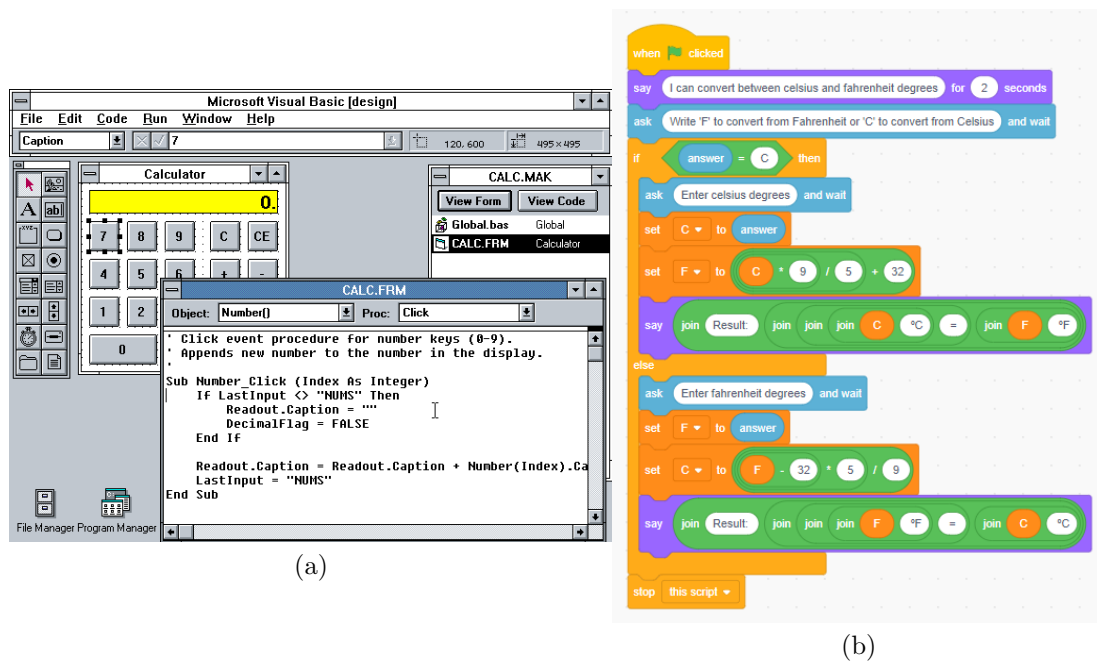 Microsoft Visual Basic [design]
File Edit Code Run Window Help
Caption 7 120, 600 495×495
Calculator
0.
7 8 9 C CE
4 5 6 + -
1 2
0
CALC.MAK
View Form View Code
Global.bas Global
CALC.FRM Calculator
A ab|
XYZ
CALC.FRM
Object: Number() Proc: Click
' Click event procedure for number keys (0-9).
' Appends new number to the number in the display.
'
Sub Number_Click (Index As Integer)
If LastInput <> "NUMS" Then
Readout.Caption = ""
DecimalFlag = FALSE
End If
Readout.Caption = Readout.Caption + Number(Index).Ca
LastInput = "NUMS"
End Sub
File Manager Program Manager
(a)
when clicked
say I can convert between celsius and fahrenheit degrees for 2 seconds
ask Write 'F' to convert from Fahrenheit or 'C' to convert from Celsius and wait
if answer = C then
ask Enter celsius degrees and wait
set C to answer
set F to C * 9 / 5 + 32
say join Result: join join join C ºC = join F ºF
else
ask Enter fahrenheit degrees and wait
set F to answer
set C to F - 32 * 5 / 9
say join Result: join join join F ºF = join C ºC
stop this script
(b)